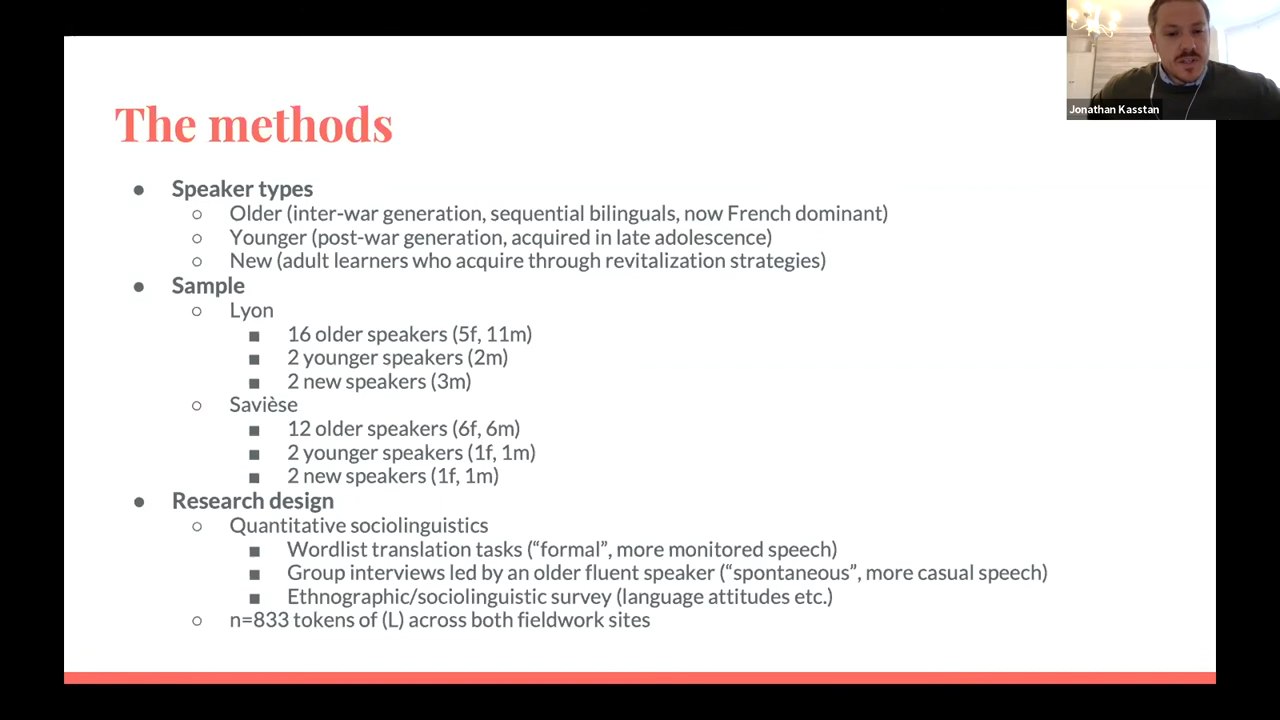 Jonathan Kasstan
The methods
● Speaker types
○ Older (inter-war generation, sequential bilinguals, now French dominant)
○ Younger (post-war generation, acquired in late adolescence)
○ New (adult learners who acquire through revitalization strategies)
● Sample
○ Lyon
■ 16 older speakers (5f, 11m)
■ 2 younger speakers (2m)
■ 2 new speakers (3m)
○ Savièse
■ 12 older speakers (6f, 6m)
■ 2 younger speakers (1f, 1m)
■ 2 new speakers (1f, 1m)
● Research design
○ Quantitative sociolinguistics
■ Wordlist translation tasks (“formal”, more monitored speech)
■ Group interviews led by an older fluent speaker (“spontaneous”, more casual speech)
■ Ethnographic/sociolinguistic survey (language attitudes etc.)
○ n=833 tokens of (L) across both fieldwork sites